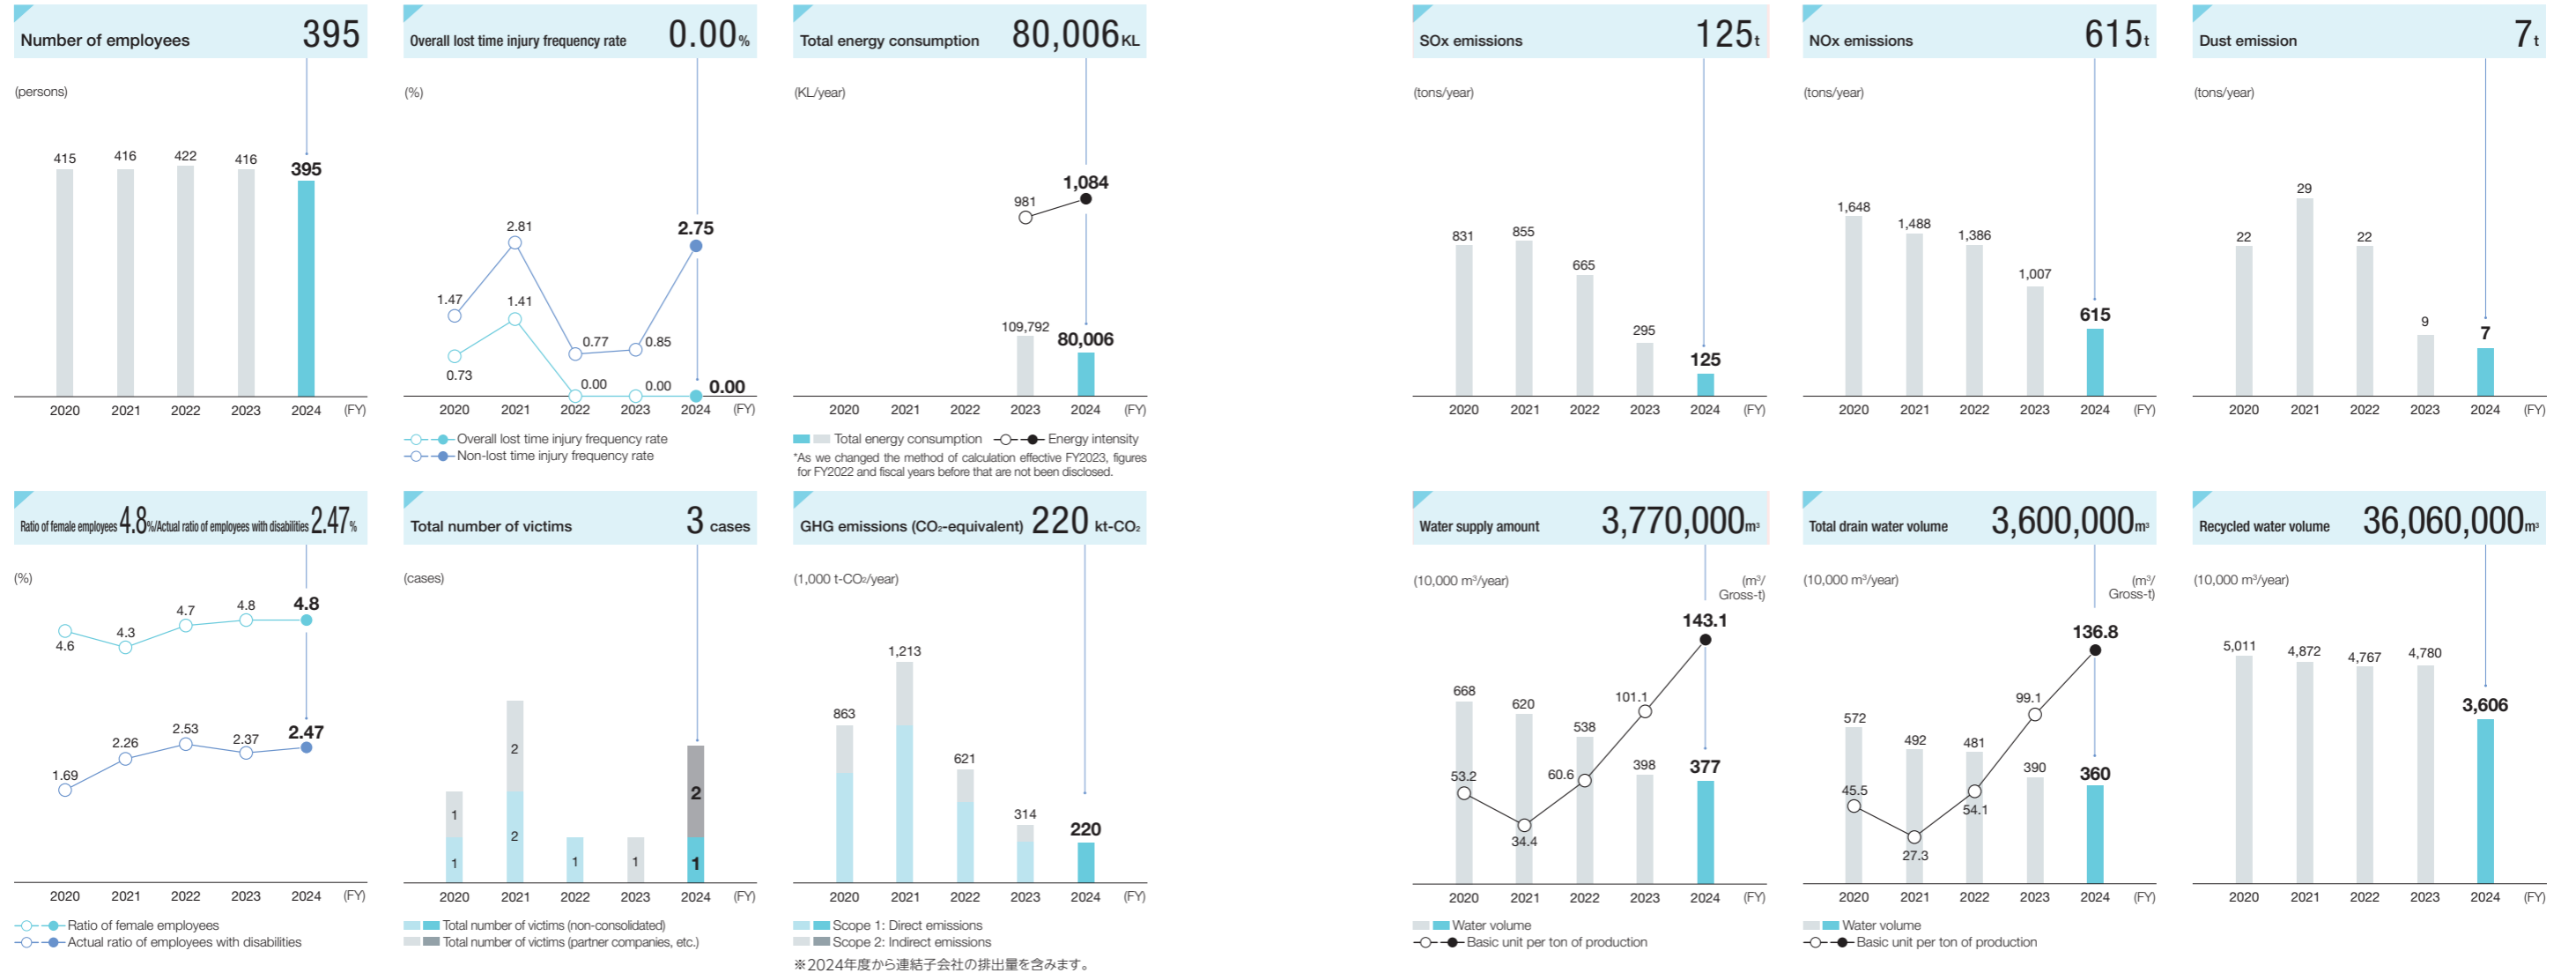 Number of employees 395
(persons)
415 416 422 416 395
2020 2021 2022 2023 2024 (FY)
Overall lost time injury frequency rate 0.00%
(%)
2.81
2.75
1.47
1.41
0.77 0.85
0.73
0.00 0.00 0.00
2020 2021 2022 2023 2024 (FY)
Overall lost time injury frequency rate
Non-lost time injury frequency rate
Total energy consumption 80,006KL
(KL/year)
981 1,084
109,792 80,006
2020 2021 2022 2023 2024 (FY)
Total energy consumption Energy intensity
*As we changed the method of calculation effective FY2023, figures
for FY2022 and fiscal years before that are not been disclosed.
SOx emissions 125t
(tons/year)
831 855 665 295 125
2020 2021 2022 2023 2024 (FY)
NOx emissions 615t
(tons/year)
1,648 1,488 1,386 1,007 615
2020 2021 2022 2023 2024 (FY)
Dust emission 7t
(tons/year)
22 29 22 9 7
2020 2021 2022 2023 2024 (FY)
Ratio of female employees 4.8%/Actual ratio of employees with disabilities 2.47%
(%)
4.6 4.3 4.7 4.8 4.8
1.69 2.26 2.53 2.37 2.47
2020 2021 2022 2023 2024 (FY)
Ratio of female employees
Actual ratio of employees with disabilities
Total number of victims 3 cases
(cases)
1 2 2
1 2 1 1 1
2020 2021 2022 2023 2024 (FY)
Total number of victims (non-consolidated)
Total number of victims (partner companies, etc.)
GHG emissions (CO₂-equivalent) 220 kt-CO₂
(1,000 t-CO₂/year)
863 1,213 621 314 220
2020 2021 2022 2023 2024 (FY)
Scope 1: Direct emissions
Scope 2: Indirect emissions
※2024年度から連結子会社の排出量を含みます。
Water supply amount 3,770,000m³
(10,000 m³/year) (m³/
Gross-t)
668 620 538 398 377
53.2 34.4 60.6 101.1 143.1
2020 2021 2022 2023 2024 (FY)
Water volume
Basic unit per ton of production
Total drain water volume 3,600,000m³
(10,000 m³/year) (m³/
Gross-t)
572 492 481 390 360
45.5 27.3 54.1 99.1 136.8
2020 2021 2022 2023 2024 (FY)
Water volume
Basic unit per ton of production
Recycled water volume 36,060,000m³
(10,000 m³/year)
5,011 4,872 4,767 4,780 3,606
2020 2021 2022 2023 2024 (FY)